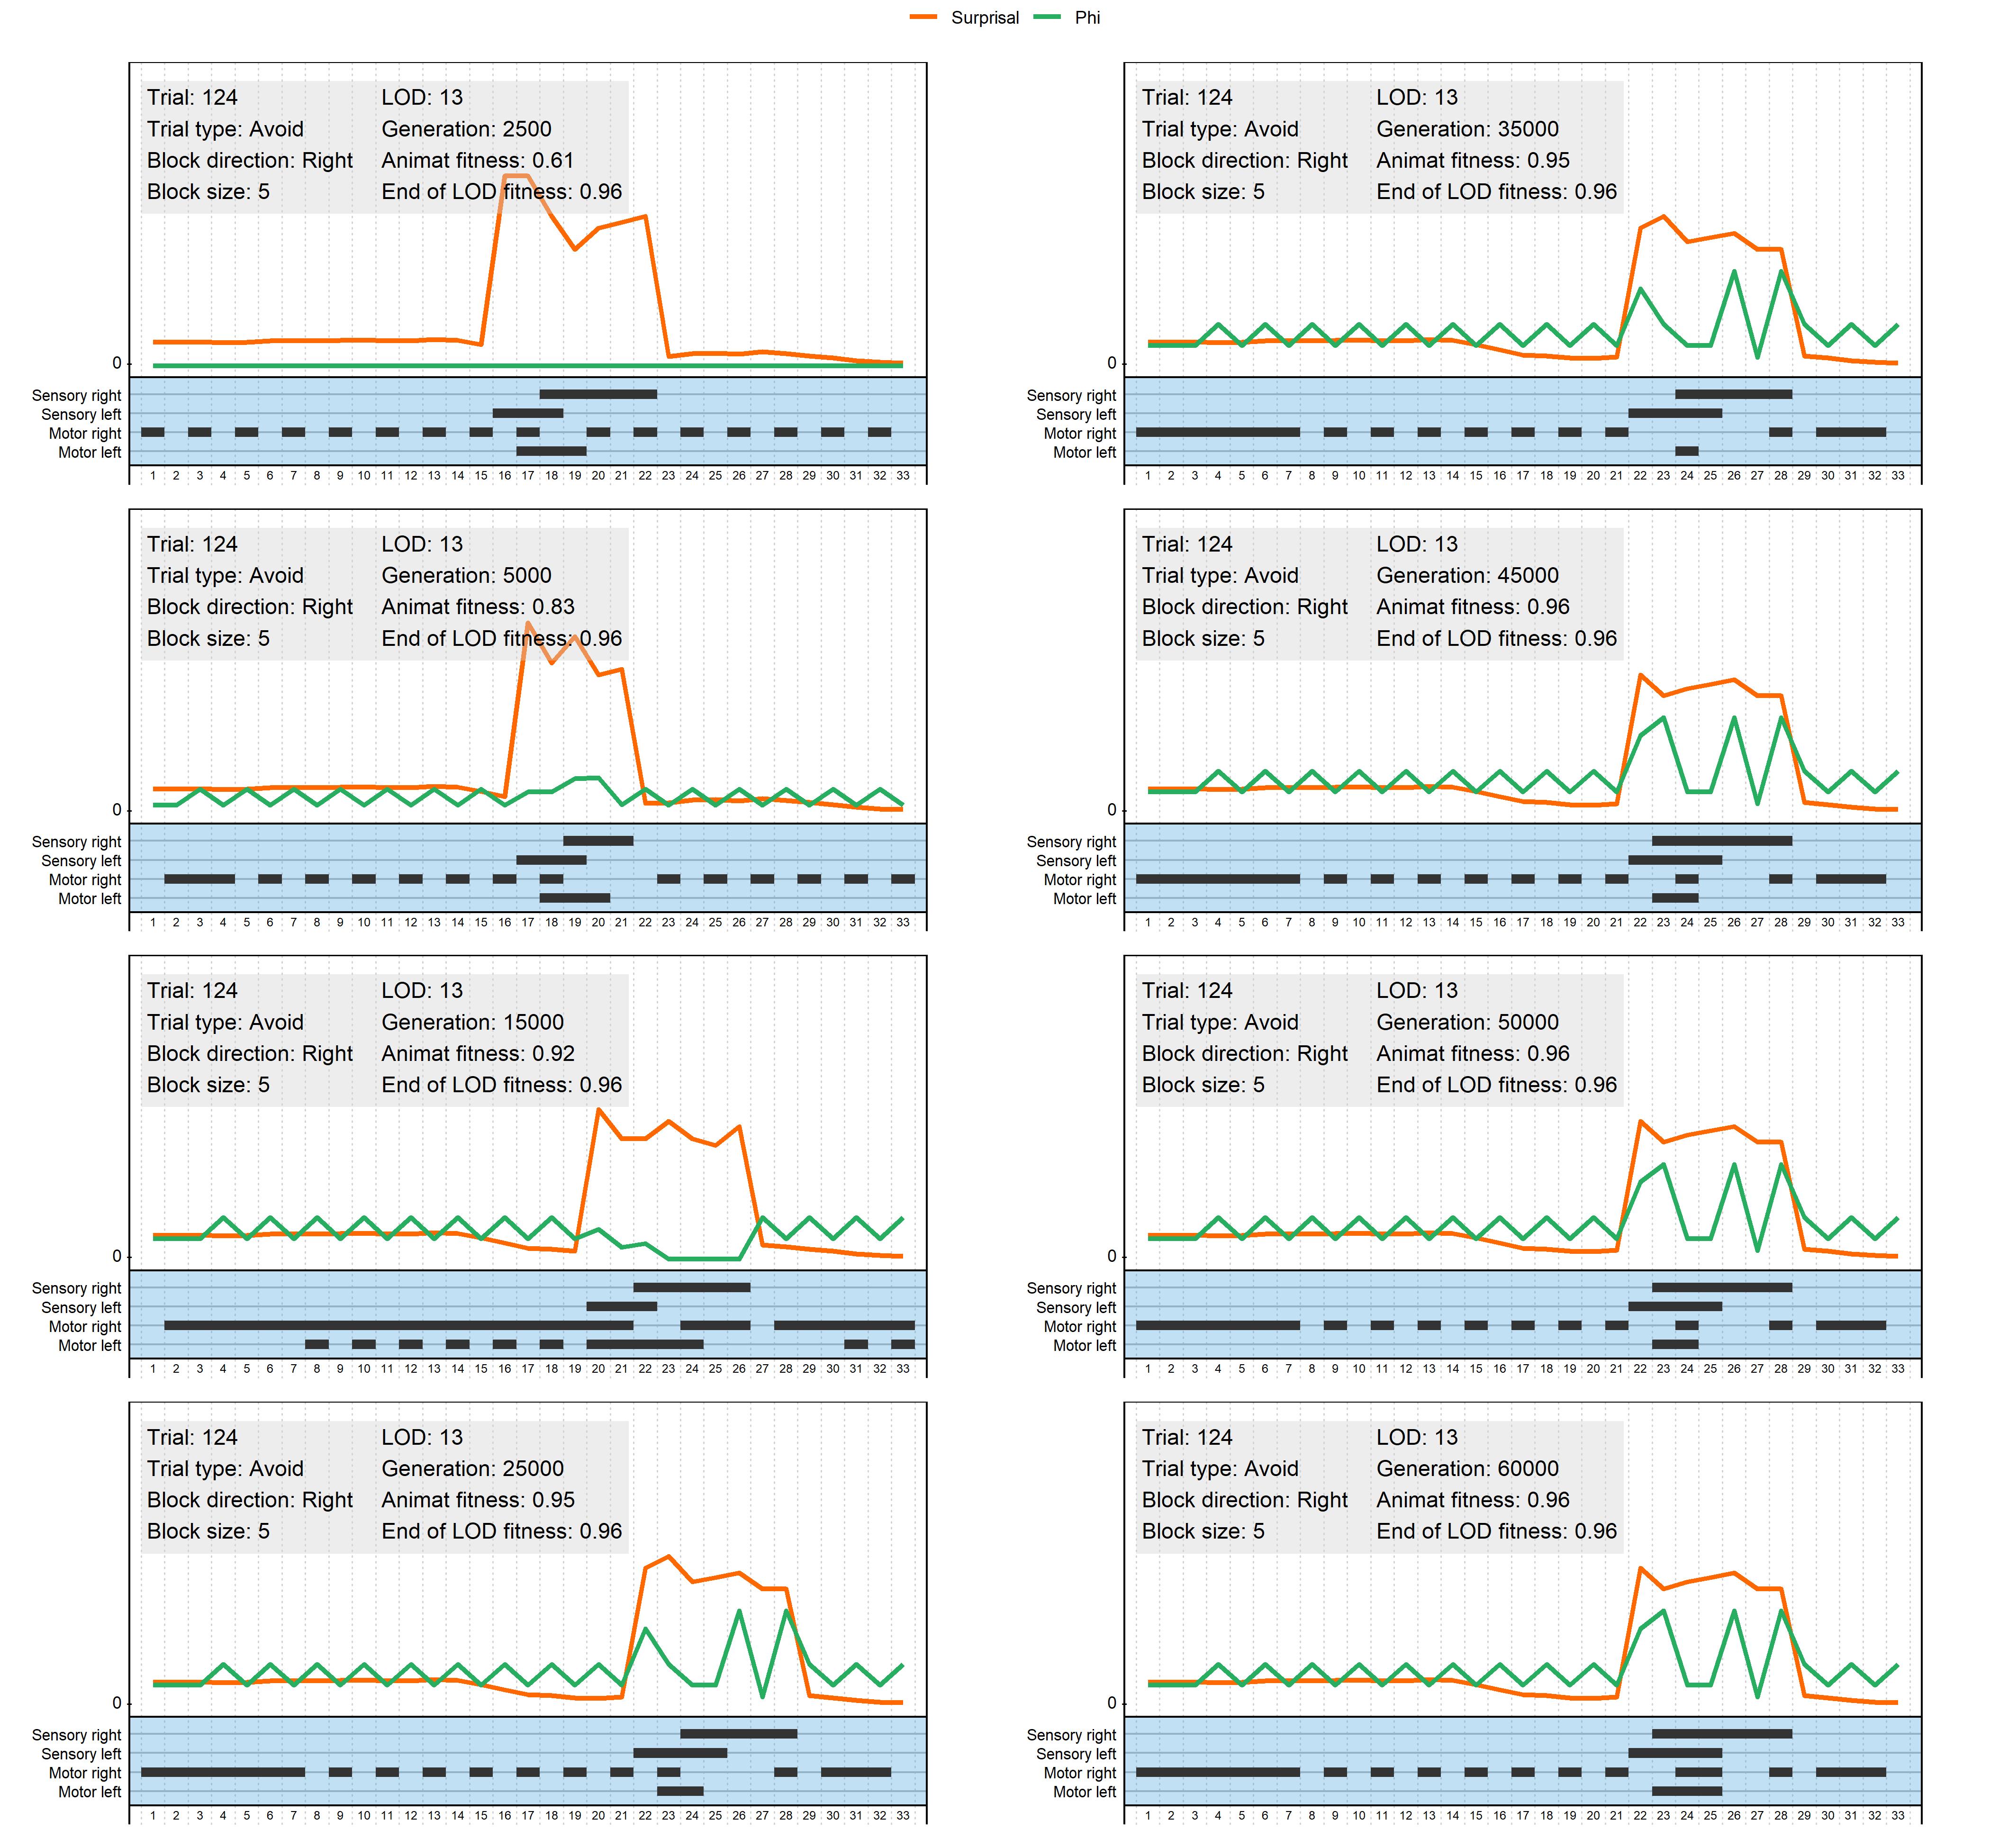 Surprisal Phi
Trial: 124 LOD: 13
Trial type: Avoid Generation: 2500
Block direction: Right Animat fitness: 0.61
Block size: 5 End of LOD fitness: 0.96
0
Sensory right
Sensory left
Motor right
Motor left
1 2 3 4 5 6 7 8 9 10 11 12 13 14 15 16 17 18 19 20 21 22 23 24 25 26 27 28 29 30 31 32 33
Trial: 124 LOD: 13
Trial type: Avoid Generation: 35000
Block direction: Right Animat fitness: 0.95
Block size: 5 End of LOD fitness: 0.96
0
Sensory right
Sensory left
Motor right
Motor left
1 2 3 4 5 6 7 8 9 10 11 12 13 14 15 16 17 18 19 20 21 22 23 24 25 26 27 28 29 30 31 32 33
Trial: 124 LOD: 13
Trial type: Avoid Generation: 5000
Block direction: Right Animat fitness: 0.83
Block size: 5 End of LOD fitness: 0.96
0
Sensory right
Sensory left
Motor right
Motor left
1 2 3 4 5 6 7 8 9 10 11 12 13 14 15 16 17 18 19 20 21 22 23 24 25 26 27 28 29 30 31 32 33
Trial: 124 LOD: 13
Trial type: Avoid Generation: 45000
Block direction: Right Animat fitness: 0.96
Block size: 5 End of LOD fitness: 0.96
0
Sensory right
Sensory left
Motor right
Motor left
1 2 3 4 5 6 7 8 9 10 11 12 13 14 15 16 17 18 19 20 21 22 23 24 25 26 27 28 29 30 31 32 33
Trial: 124 LOD: 13
Trial type: Avoid Generation: 15000
Block direction: Right Animat fitness: 0.92
Block size: 5 End of LOD fitness: 0.96
0
Sensory right
Sensory left
Motor right
Motor left
1 2 3 4 5 6 7 8 9 10 11 12 13 14 15 16 17 18 19 20 21 22 23 24 25 26 27 28 29 30 31 32 33
Trial: 124 LOD: 13
Trial type: Avoid Generation: 50000
Block direction: Right Animat fitness: 0.96
Block size: 5 End of LOD fitness: 0.96
0
Sensory right
Sensory left
Motor right
Motor left
1 2 3 4 5 6 7 8 9 10 11 12 13 14 15 16 17 18 19 20 21 22 23 24 25 26 27 28 29 30 31 32 33
Trial: 124 LOD: 13
Trial type: Avoid Generation: 25000
Block direction: Right Animat fitness: 0.95
Block size: 5 End of LOD fitness: 0.96
0
Sensory right
Sensory left
Motor right
Motor left
1 2 3 4 5 6 7 8 9 10 11 12 13 14 15 16 17 18 19 20 21 22 23 24 25 26 27 28 29 30 31 32 33
Trial: 124 LOD: 13
Trial type: Avoid Generation: 60000
Block direction: Right Animat fitness: 0.96
Block size: 5 End of LOD fitness: 0.96
0
Sensory right
Sensory left
Motor right
Motor left
1 2 3 4 5 6 7 8 9 10 11 12 13 14 15 16 17 18 19 20 21 22 23 24 25 26 27 28 29 30 31 32 33